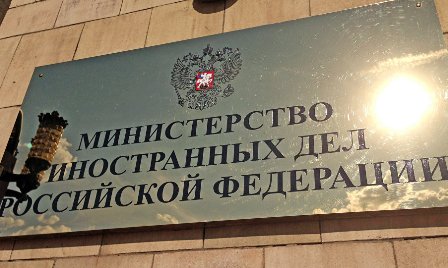 МИНИСТЕРСТВО
ИНОСТРАННЫХ ДЕЛ
РОССИЙСКОЙ ФЕДЕРАЦИИ